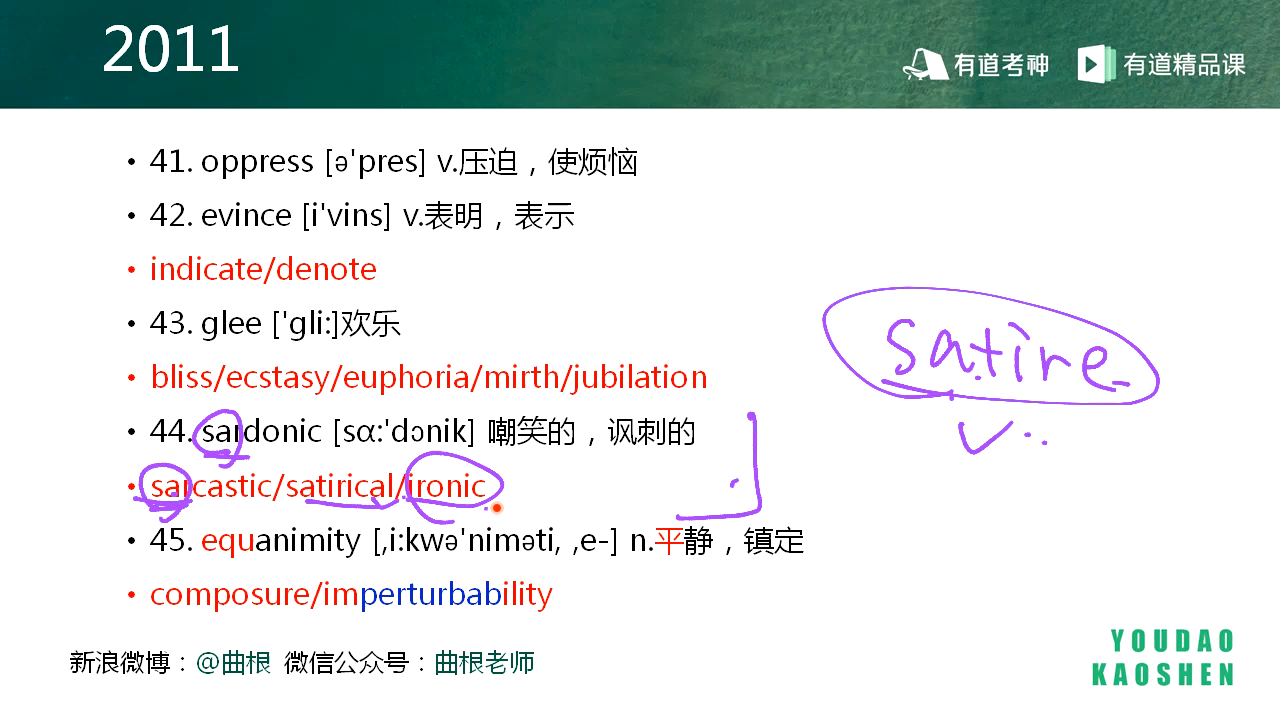 2011
有道考神 有道精品课
• 41. oppress [ə'pres] v.压迫，使烦恼
• 42. evince [i'vins] v.表明，表示
• indicate/denote
• 43. glee ['gli:]欢乐
• bliss/ecstasy/euphoria/mirth/jubilation
satire
• 44. sardonic [sɑ:'dɔnik] 嘲笑的，讽刺的
• sarcastic/satirical/ironic
• 45. equanimity [,i:kwə'niməti, ,e-] n.平静，镇定
• composure/imperturbability
新浪微博：@曲根 微信公众号：曲根老师
YOUDAO
KAOSHEN